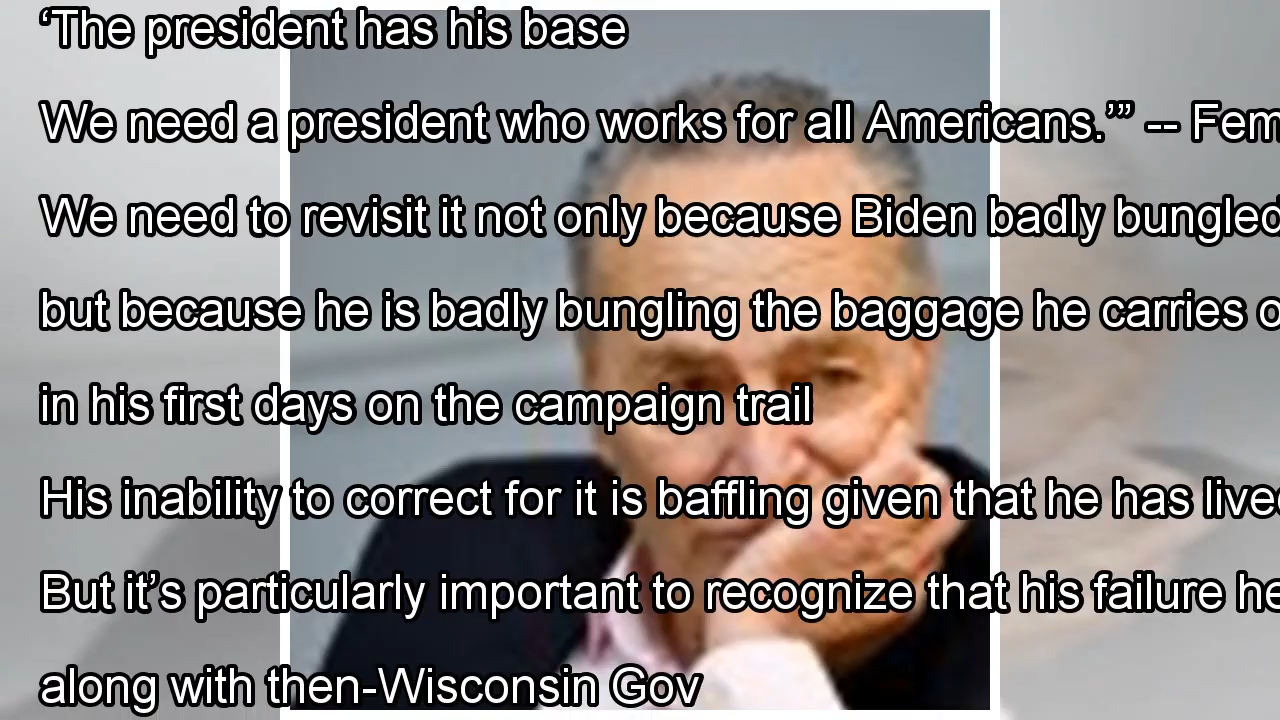 ‘The president has his base
We need a president who works for all Americans.’” -- Fem
We need to revisit it not only because Biden badly bungled
but because he is badly bungling the baggage he carries o
in his first days on the campaign trail
His inability to correct for it is baffling given that he has lived
But it’s particularly important to recognize that his failure he
along with then-Wisconsin Gov